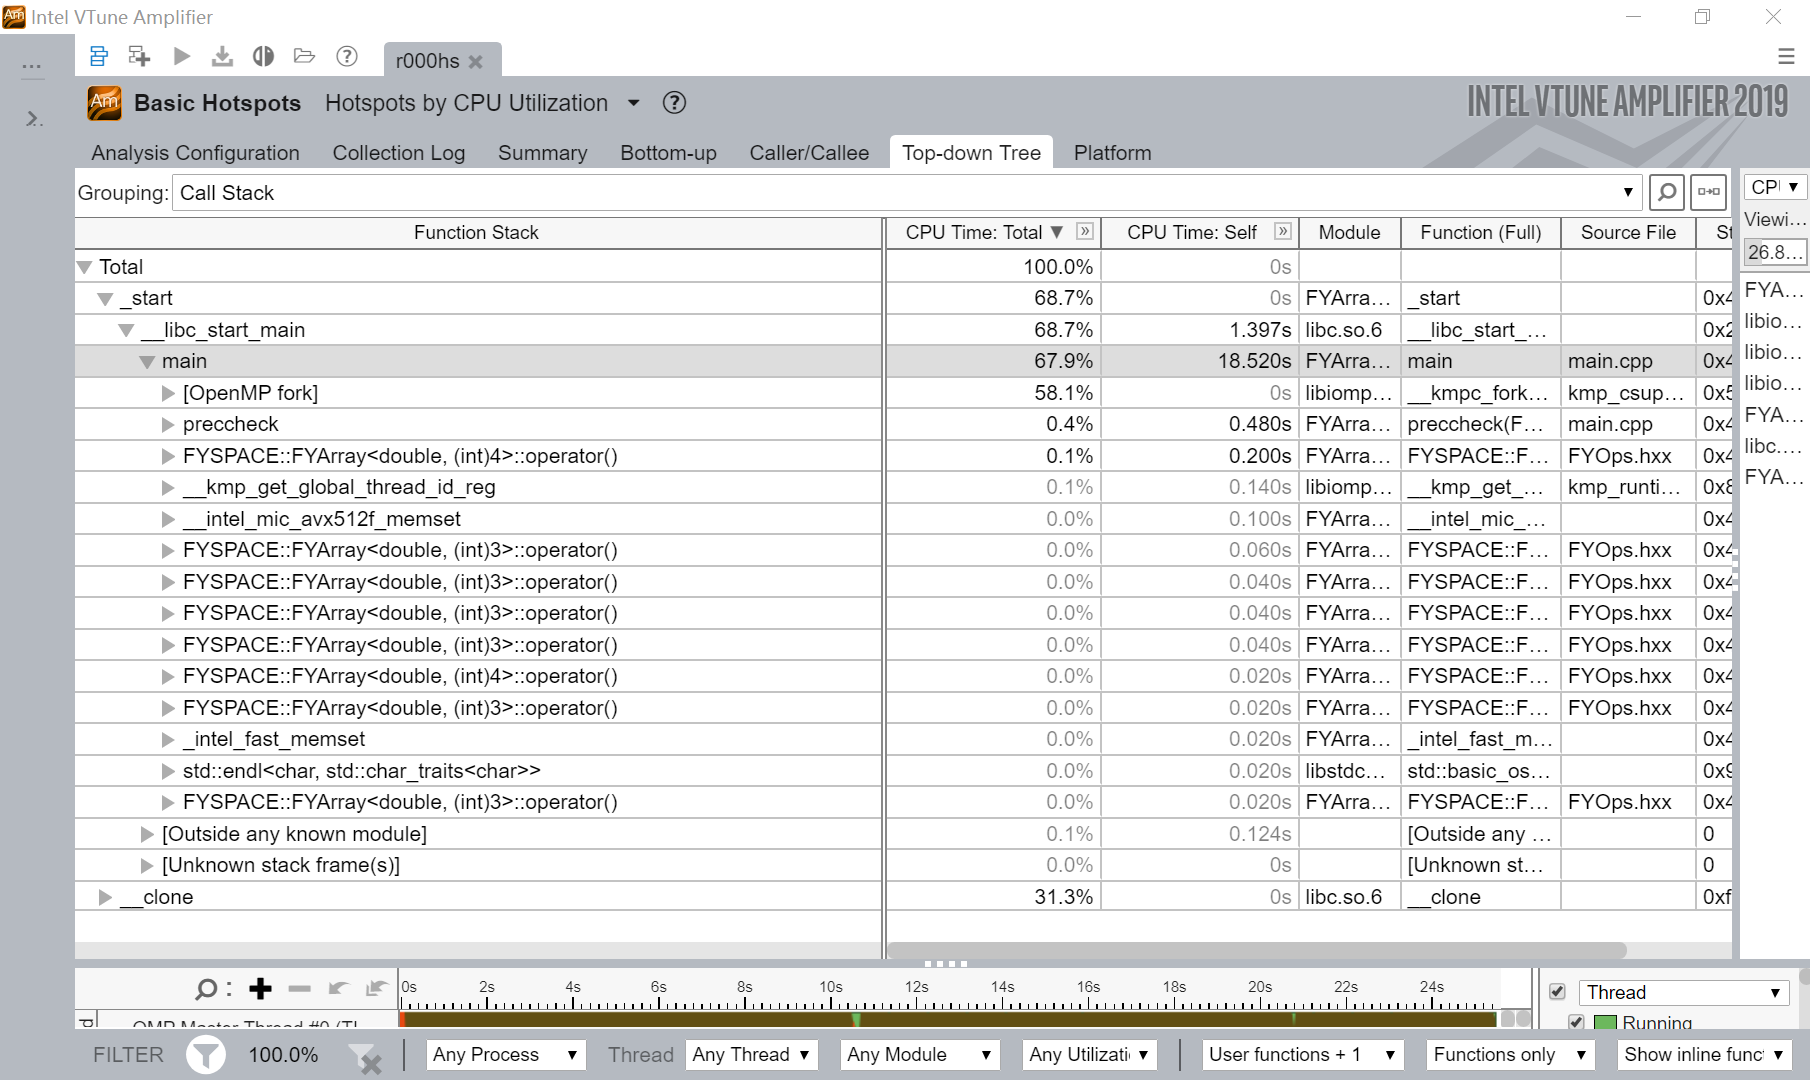 Am Intel VTune Amplifier
r000hs
Am Basic Hotspots Hotspots by CPU Utilization
INTEL VTUNE AMPLIFIER 2019
Analysis Configuration Collection Log Summary Bottom-up Caller/Callee Top-down Tree Platform
Grouping: Call Stack
CPU
Viewi...
26.8...
Function Stack CPU Time: Total CPU Time: Self Module Function (Full) Source File St
Total 100.0% 0s
_start 68.7% 0s FYArra... _start 0x4
__libc_start_main 68.7% 1.397s libc.so.6 __libc_start_... 0x2
main 67.9% 18.520s FYArra... main main.cpp 0x4
[OpenMP fork] 58.1% 0s libiomp... __kmpc_fork... kmp_csup... 0x5
preccheck 0.4% 0.480s FYArra... preccheck(F... main.cpp 0x4
FYSPACE::FYArray<double, (int)4>::operator() 0.1% 0.200s FYArra... FYSPACE::F... FYOps.hxx 0x4
__kmp_get_global_thread_id_reg 0.1% 0.140s libiomp... __kmp_get_... kmp_runti... 0x8
__intel_mic_avx512f_memset 0.0% 0.100s FYArra... __intel_mic_... 0x4
FYSPACE::FYArray<double, (int)3>::operator() 0.0% 0.060s FYArra... FYSPACE::F... FYOps.hxx 0x4
FYSPACE::FYArray<double, (int)3>::operator() 0.0% 0.040s FYArra... FYSPACE::F... FYOps.hxx 0x4
FYSPACE::FYArray<double, (int)3>::operator() 0.0% 0.040s FYArra... FYSPACE::F... FYOps.hxx 0x4
FYSPACE::FYArray<double, (int)3>::operator() 0.0% 0.040s FYArra... FYSPACE::F... FYOps.hxx 0x4
FYSPACE::FYArray<double, (int)4>::operator() 0.0% 0.020s FYArra... FYSPACE::F... FYOps.hxx 0x4
FYSPACE::FYArray<double, (int)3>::operator() 0.0% 0.020s FYArra... FYSPACE::F... FYOps.hxx 0x4
_intel_fast_memset 0.0% 0.020s FYArra... _intel_fast_m... 0x4
std::endl<char, std::char_traits<char>> 0.0% 0.020s libstdc... std::basic_os... 0x9
FYSPACE::FYArray<double, (int)3>::operator() 0.0% 0.020s FYArra... FYSPACE::F... FYOps.hxx 0x4
[Outside any known module] 0.1% 0.124s [Outside any ... 0
[Unknown stack frame(s)] 0.0% 0s [Unknown st... 0
__clone 31.3% 0s libc.so.6 __clone 0xf
FYA...
libio...
libio...
libio...
FYA...
libc....
FYA...
0s 2s 4s 6s 8s 10s 12s 14s 16s 18s 20s 22s 24s
Thread
OMP Master Thread #0 (TI
Running
FILTER 100.0% Any Process Thread Any Thread Any Module Any Utilizati User functions + 1 Functions only Show inline func